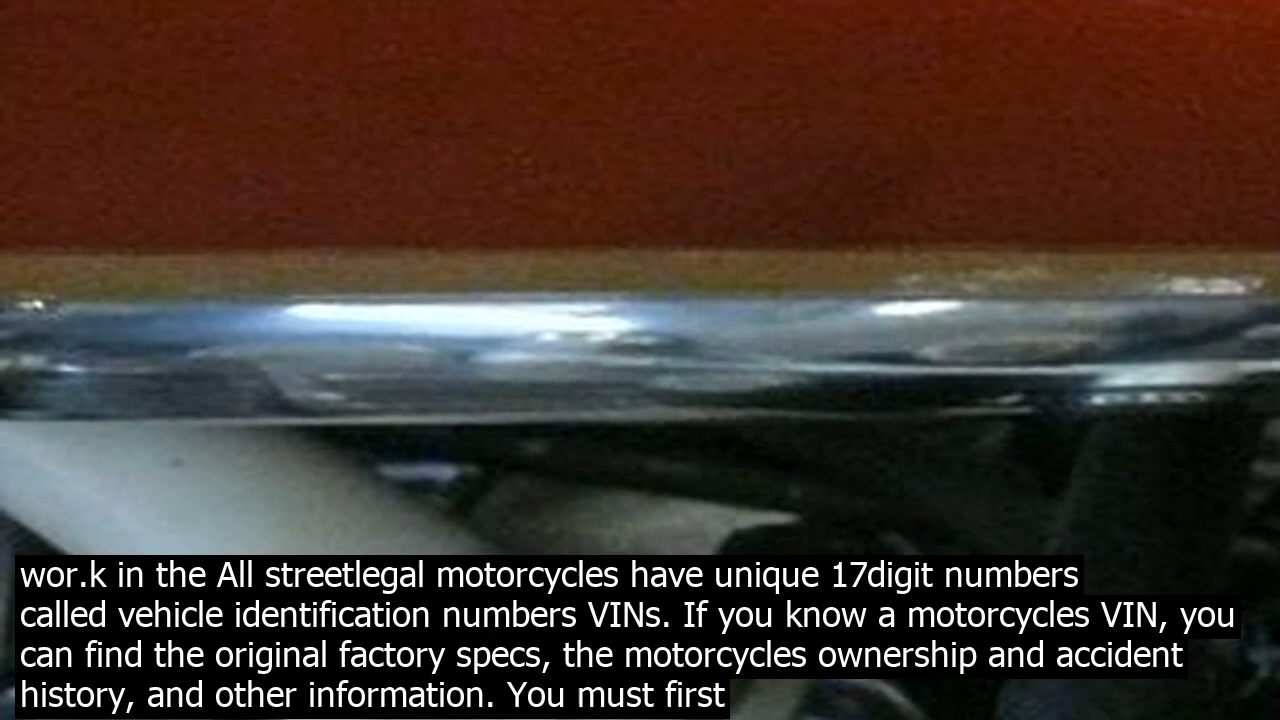 wor.k in the All streetlegal motorcycles have unique 17digit numbers
called vehicle identification numbers VINs. If you know a motorcycles VIN, you
can find the original factory specs, the motorcycles ownership and accident
history, and other information. You must first